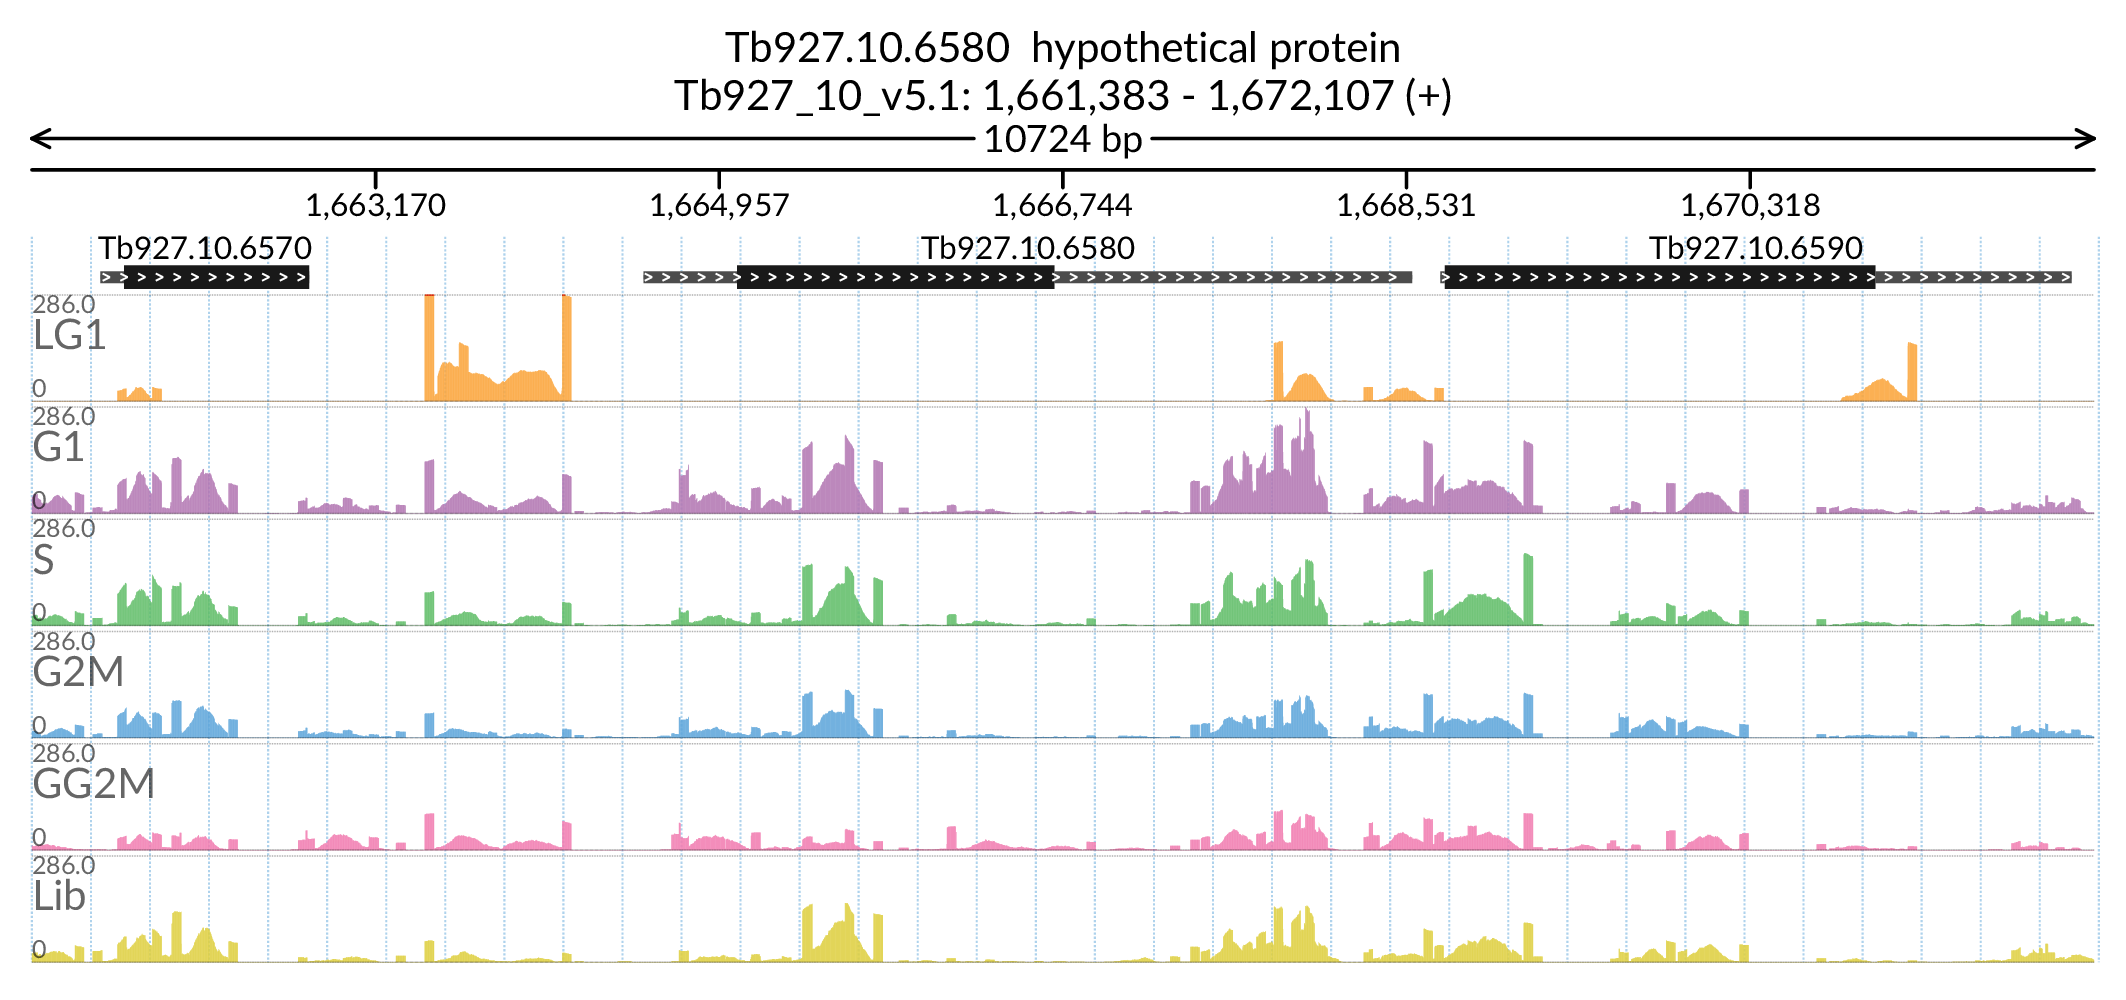 Tb927.10.6580  hypothetical protein
Tb927_10_v5.1: 1,661,383 - 1,672,107 (+)
10724 bp
1,663,170 1,664,957 1,666,744 1,668,531 1,670,318
Tb927.10.6570 Tb927.10.6580 Tb927.10.6590
286.0
LG1
0
286.0
G1
0
286.0
S
0
286.0
G2M
0
286.0
GG2M
0
286.0
Lib
0